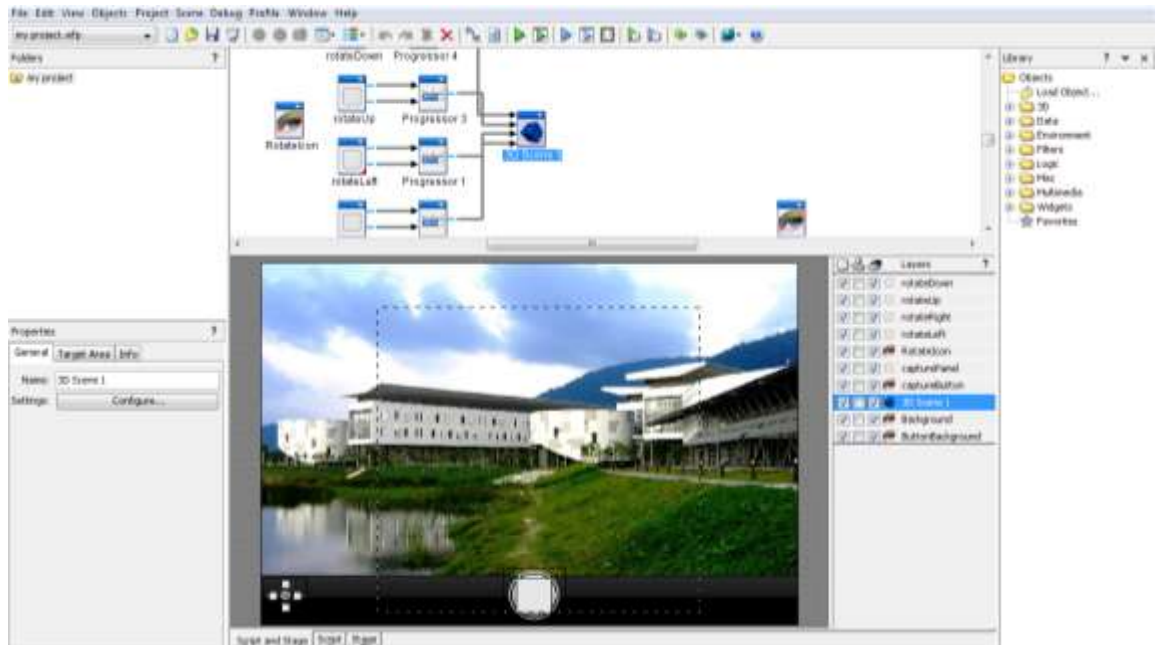 File Edit View Objects Project Scene Debug Profile Window Help
my project.nfp
Folders ?
my project
rotateDown Progressor 4
rotateUp Progressor 3
RotateIcon
3D Scene 1
rotateLeft Progressor 1
Library ?
Objects
Load Object...
3D
Data
Environment
Filters
Logic
Misc
Multimedia
Widgets
Favorites
Layers ?
rotateDown
rotateUp
rotateRight
rotateLeft
RotateIcon
capturePanel
captureButton
3D Scene 1
Background
ButtonBackground
Properties ?
General Target Area Info
Name: 3D Scene 1
Settings: Configure...
Script and Stage Script Stage